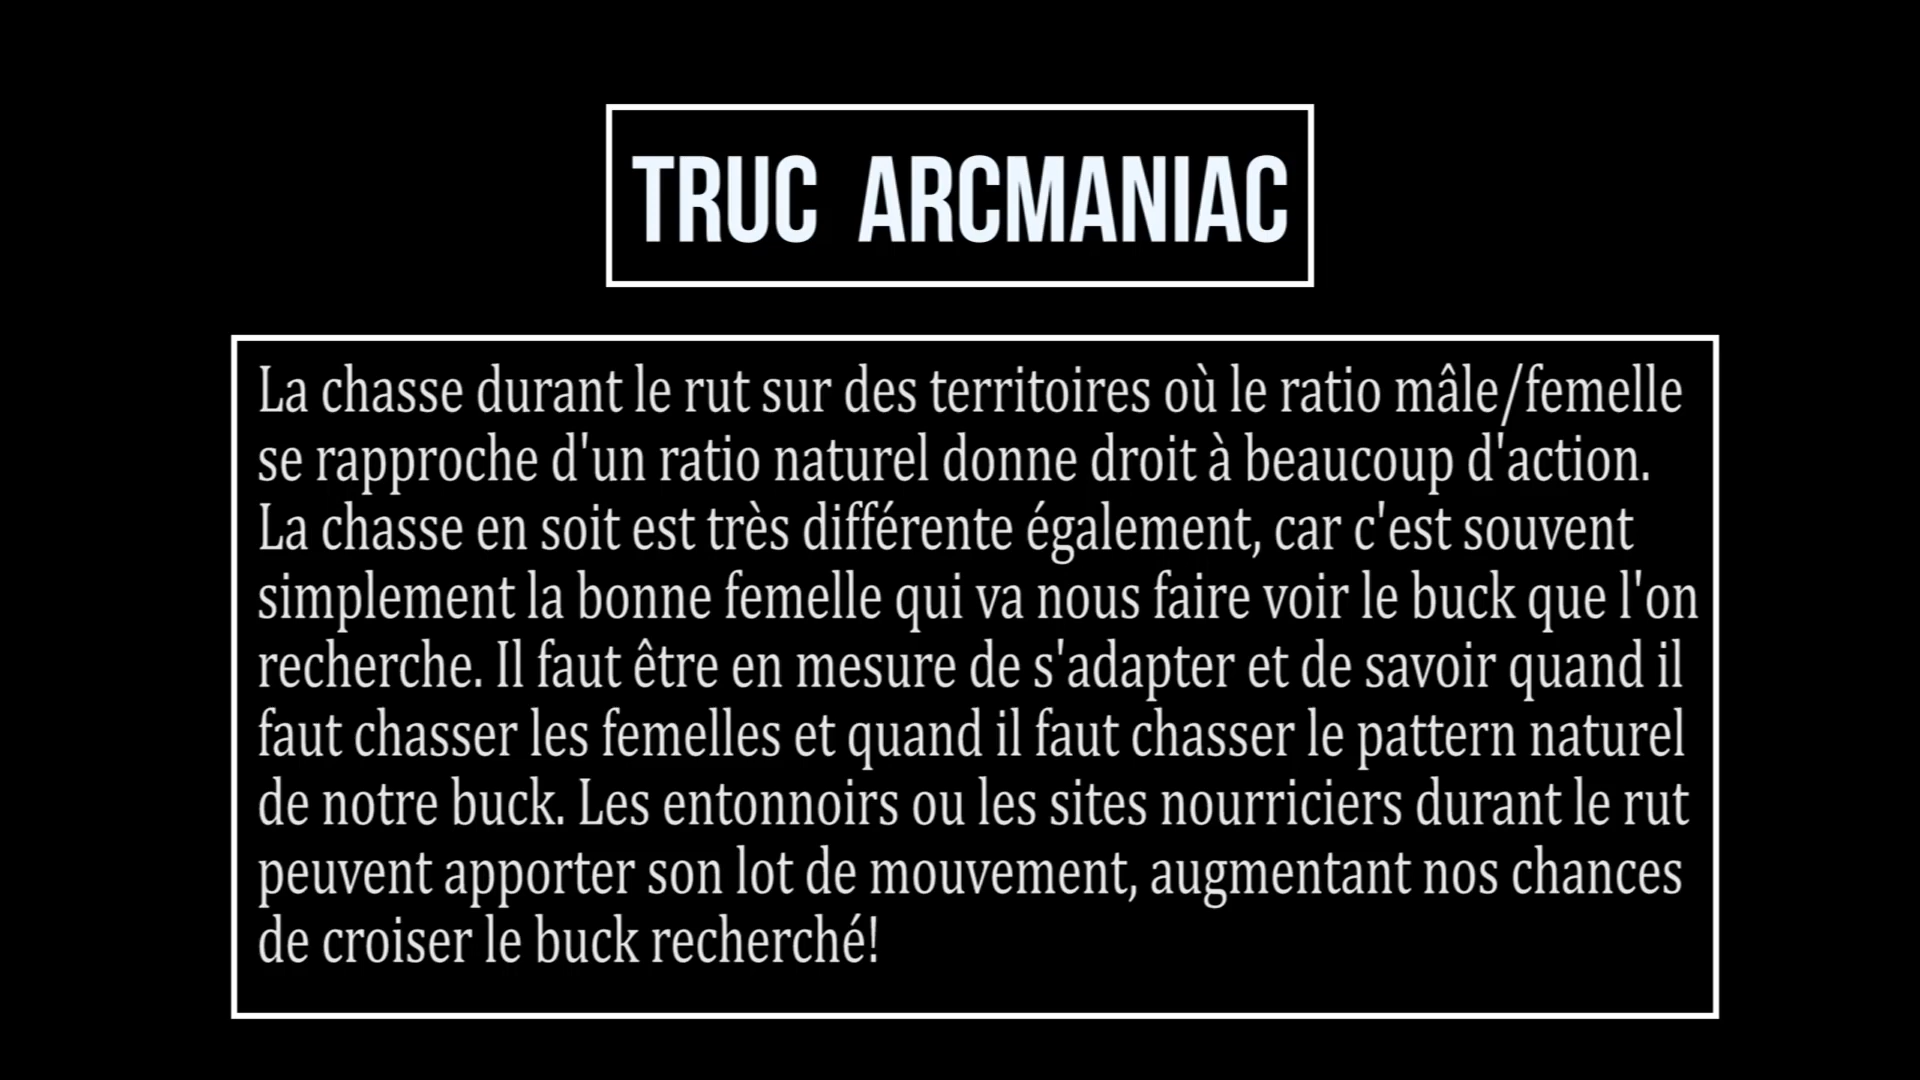 TRUC ARCMANIAC
La chasse durant le rut sur des territoires où le ratio mâle/femelle
se rapproche d'un ratio naturel donne droit à beaucoup d'action.
La chasse en soit est très différente également, car c'est souvent
simplement la bonne femelle qui va nous faire voir le buck que l'on
recherche. Il faut être en mesure de s'adapter et de savoir quand il
faut chasser les femelles et quand il faut chasser le pattern naturel
de notre buck. Les entonnoirs ou les sites nourriciers durant le rut
peuvent apporter son lot de mouvement, augmentant nos chances
de croiser le buck recherché!